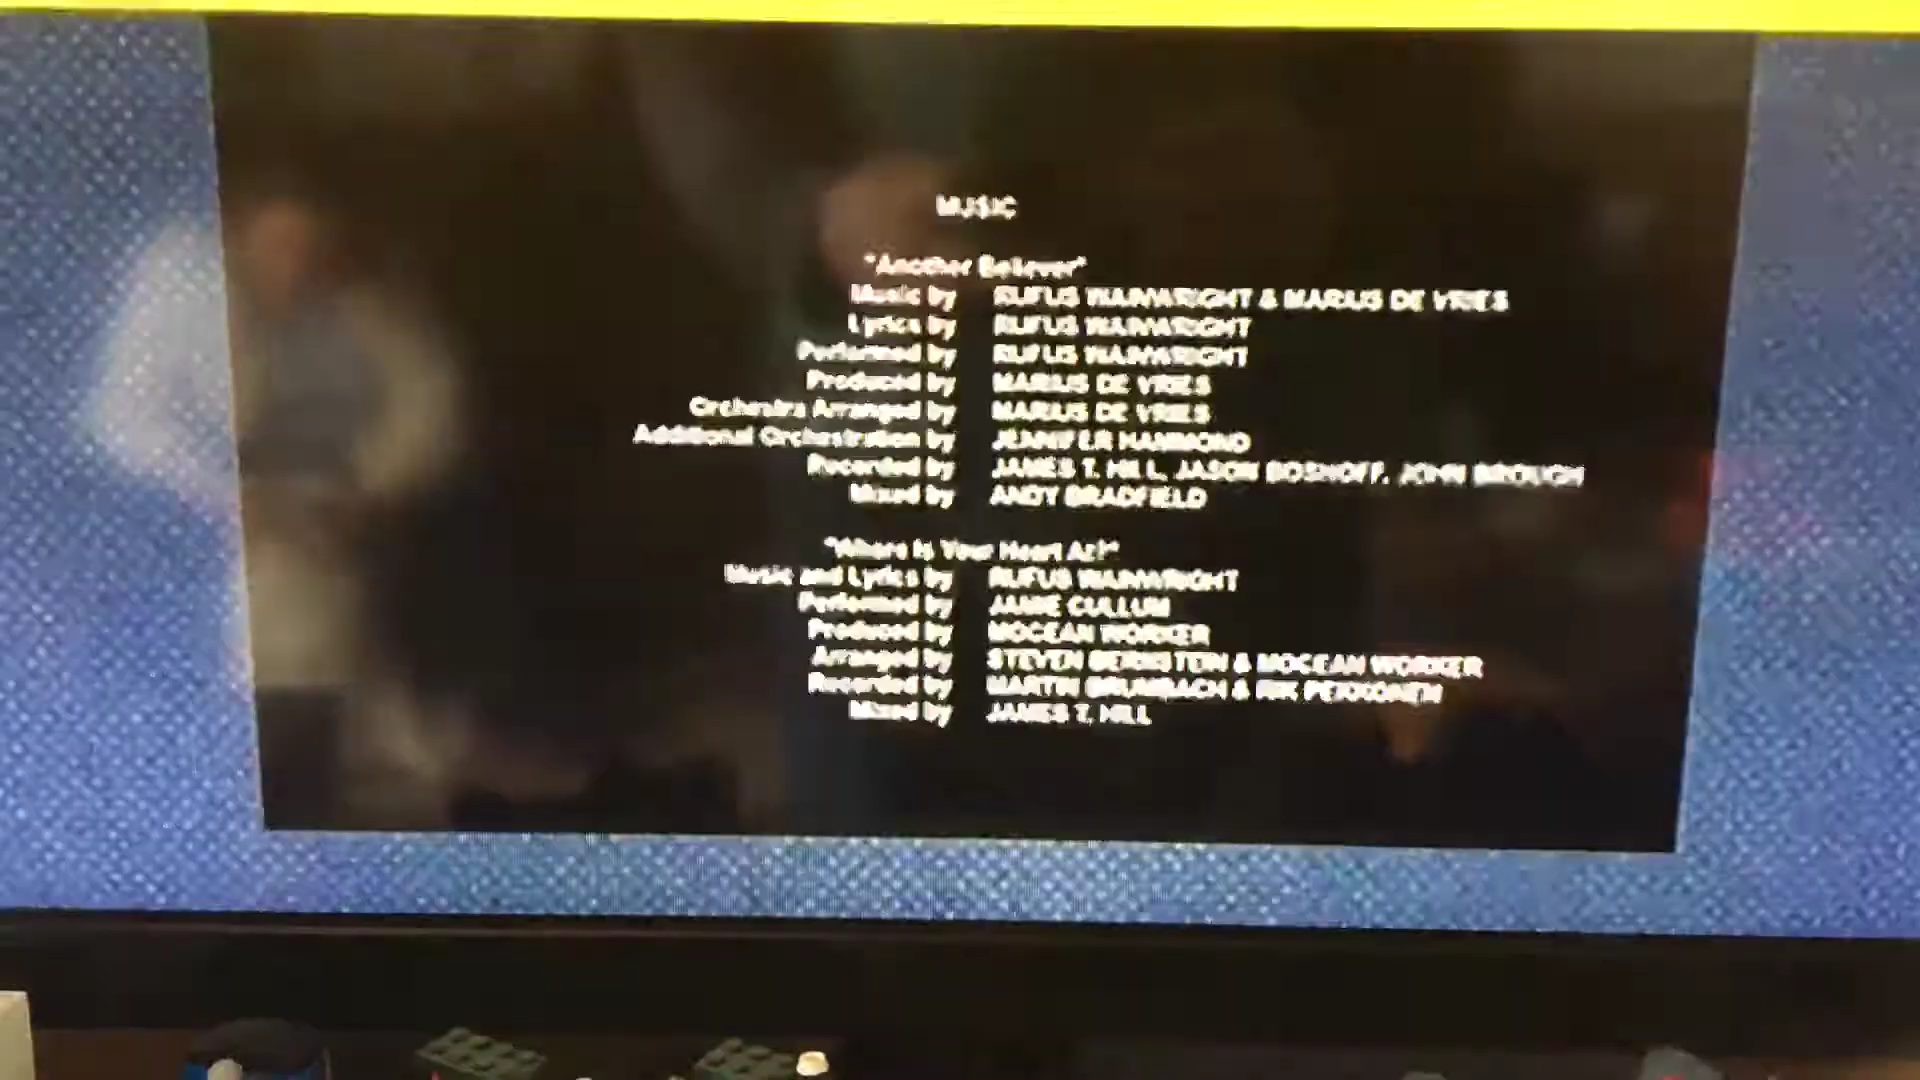 MUSIC
"Another Believer"
Music by RUFUS WAINWRIGHT & MARIUS DE VRIES
Lyrics by RUFUS WAINWRIGHT
Performed by RUFUS WAINWRIGHT
Produced by MARIUS DE VRIES
Orchestra Arranged by MARIUS DE VRIES
Additional Orchestration by JENNIFER HAMMOND
Recorded by JAMES T. HILL, JASON BOSHOFF, JOHN BROUGH
Mixed by ANDY BRADFIELD
"Where Is Your Heart At?"
Music and Lyrics by RUFUS WAINWRIGHT
Performed by JAMIE CULLUM
Produced by MOCEAN WORKER
Arranged by STEVEN BERNSTEIN & MOCEAN WORKER
Recorded by MARTIN BRUMBACH & RIK PEKKONEN
Mixed by JAMES T. HILL